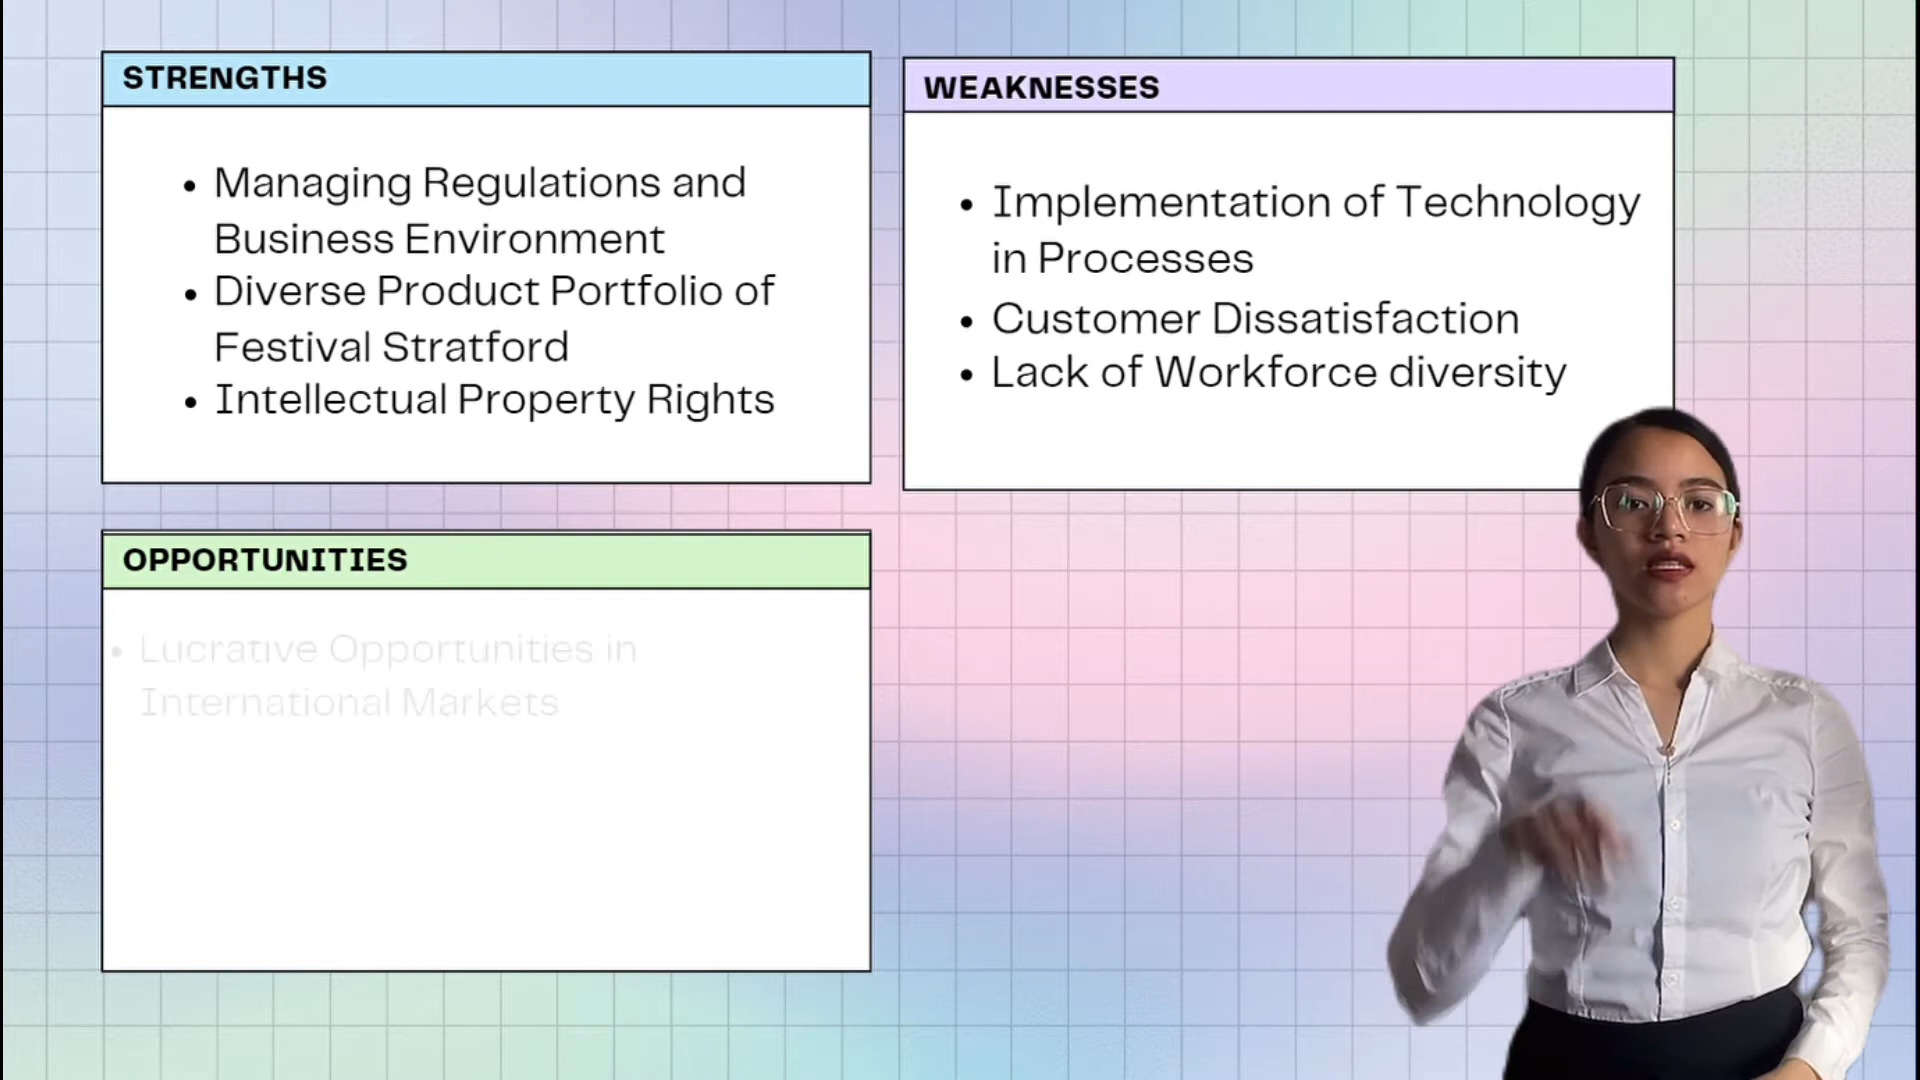 STRENGTHS
• Managing Regulations and
Business Environment
• Diverse Product Portfolio of
Festival Stratford
• Intellectual Property Rights
WEAKNESSES
• Implementation of Technology
in Processes
• Customer Dissatisfaction
• Lack of Workforce diversity
OPPORTUNITIES
• Lucrative Opportunities in
International Markets